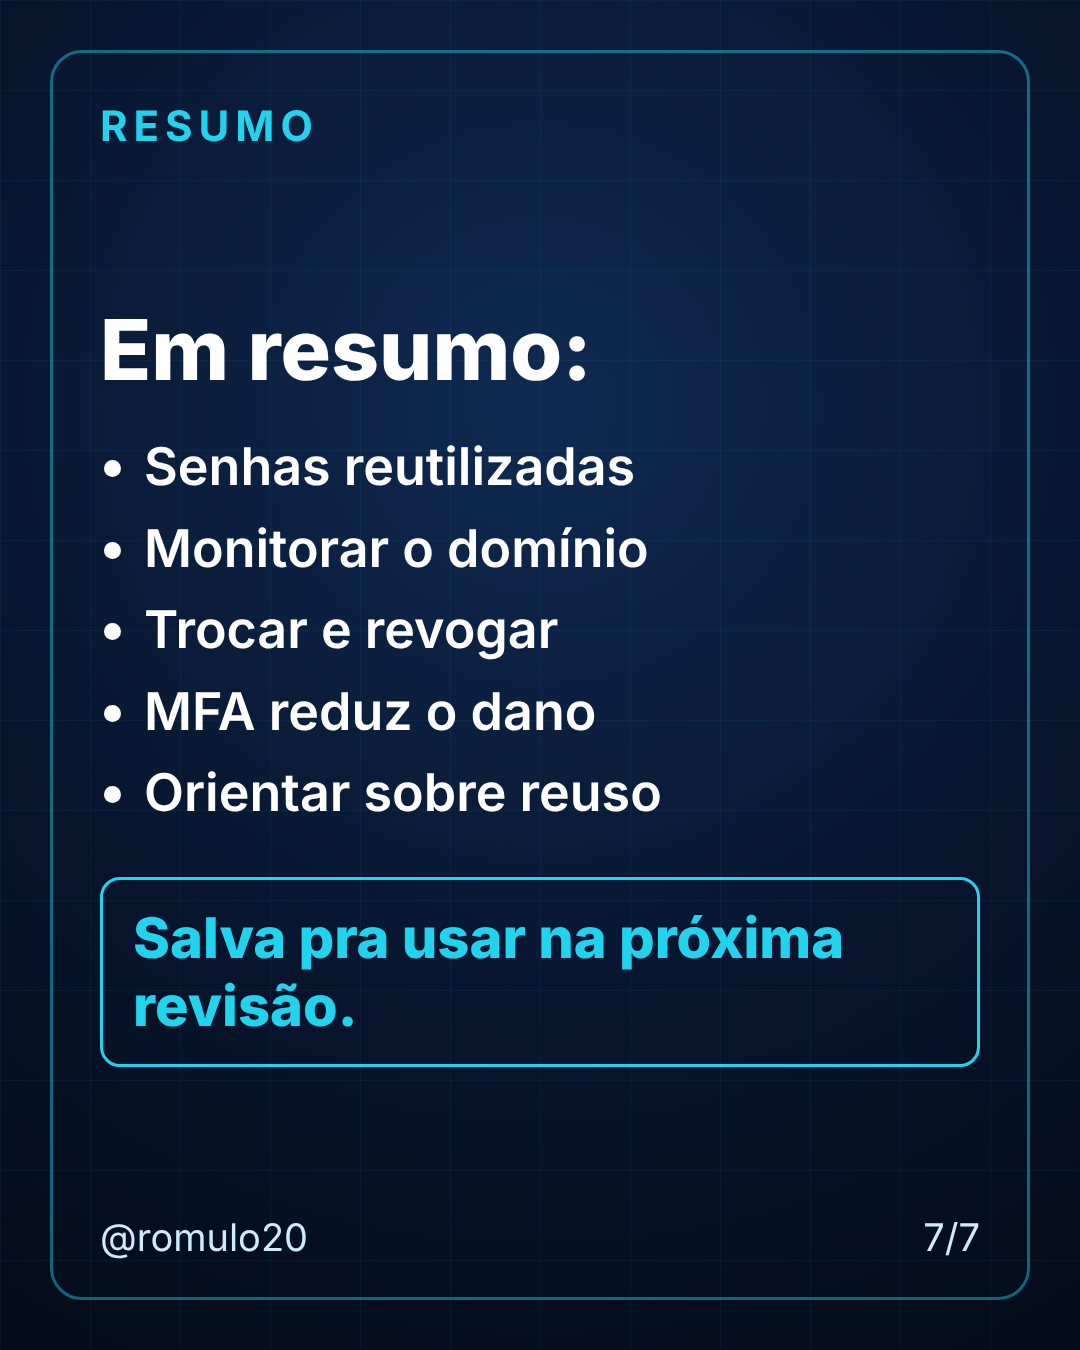 RESUMO
Em resumo:
• Senhas reutilizadas
• Monitorar o domínio
• Trocar e revogar
• MFA reduz o dano
• Orientar sobre reuso
Salva pra usar na próxima
revisão.
@romulo20
7/7